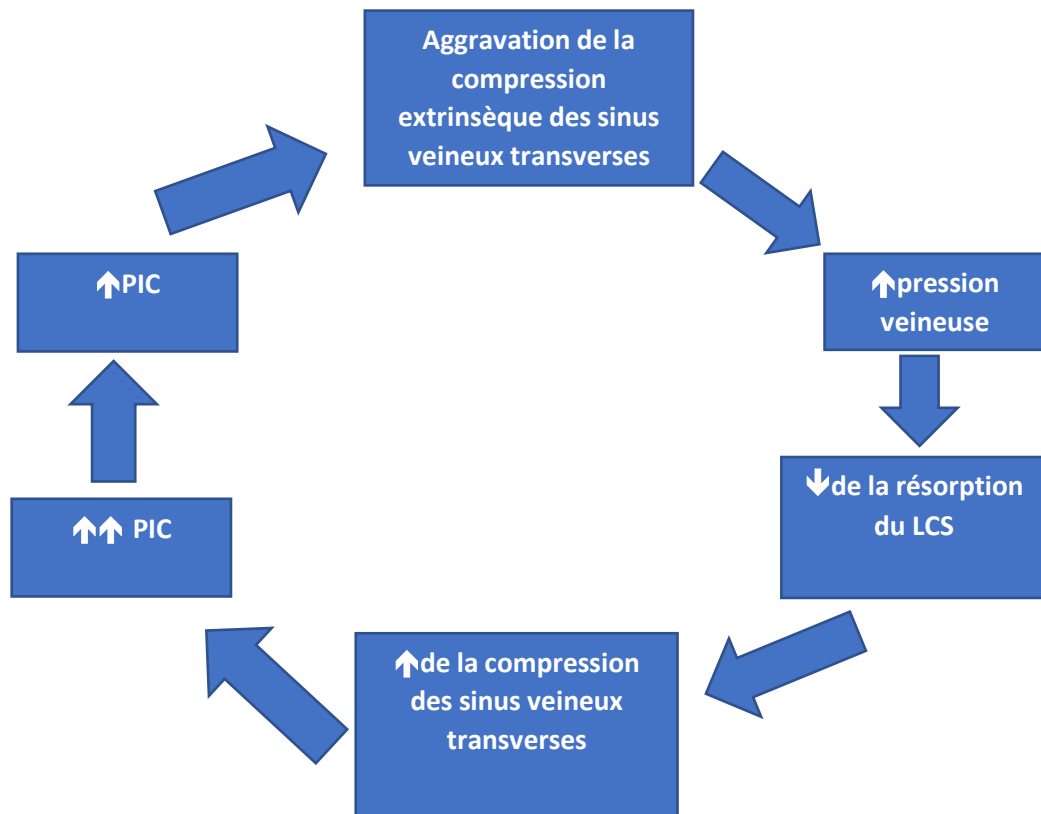 Aggravation de la
compression
extrinsèque des sinus
veineux transverses
↑pression
veineuse
↓de la résorption
du LCS
↑de la compression
des sinus veineux
transverses
↑↑ PIC
↑PIC